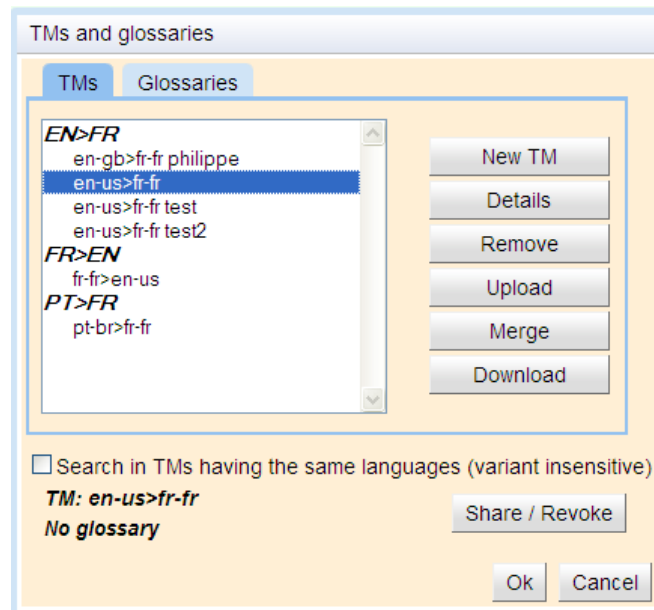 TMs and glossaries
TMs Glossaries
EN>FR
en-gb>fr-fr philippe
en-us>fr-fr
en-us>fr-fr test
en-us>fr-fr test2
FR>EN
fr-fr>en-us
PT>FR
pt-br>fr-fr
New TM
Details
Remove
Upload
Merge
Download
Search in TMs having the same languages (variant insensitive)
TM: en-us>fr-fr
No glossary
Share / Revoke
Ok Cancel